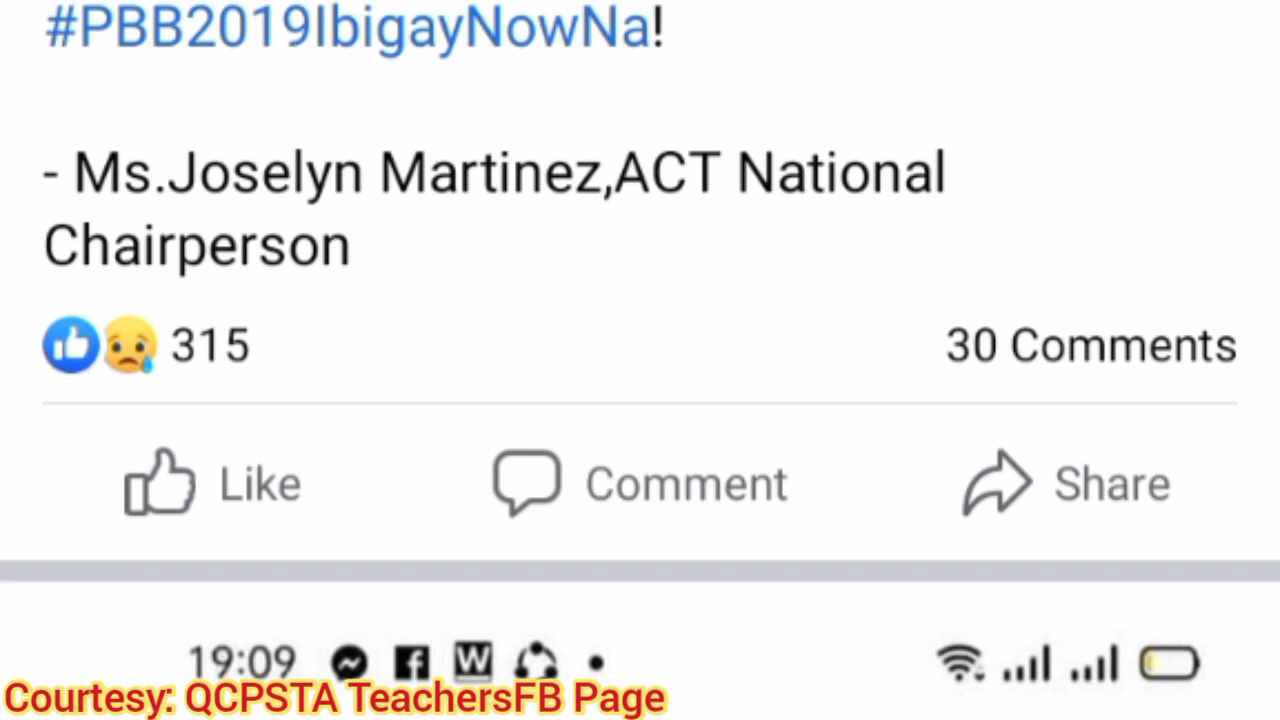 #PBB2019IbigayNowNa!
- Ms.Joselyn Martinez,ACT National
Chairperson
315
30 Comments
Like
Comment
Share
19:09
W
Courtesy: QCPSTA TeachersFB Page